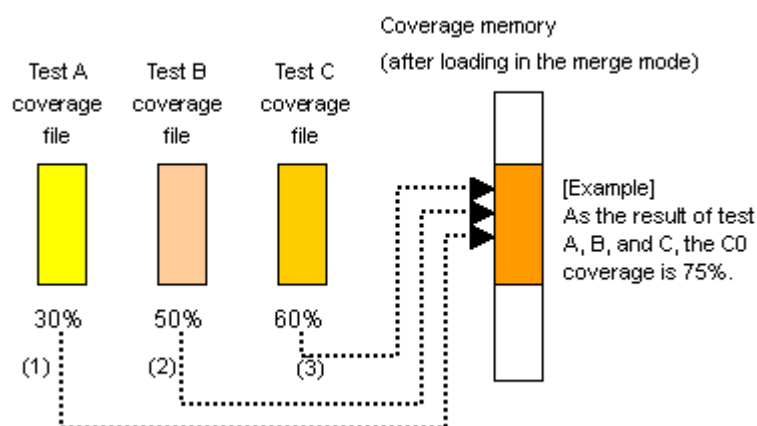 Coverage memory
(after loading in the merge mode)
Test A
coverage
file
Test B
coverage
file
Test C
coverage
file
[Example]
As the result of test
A, B, and C, the C0
coverage is 75%.
30%
50%
60%
(1)
(2)
(3)